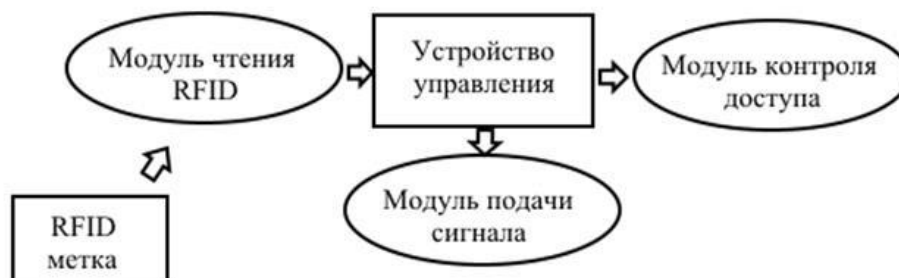 Модуль чтения
RFID
Устройство
управления
Модуль контроля
доступа
Модуль подачи
сигнала
RFID
метка